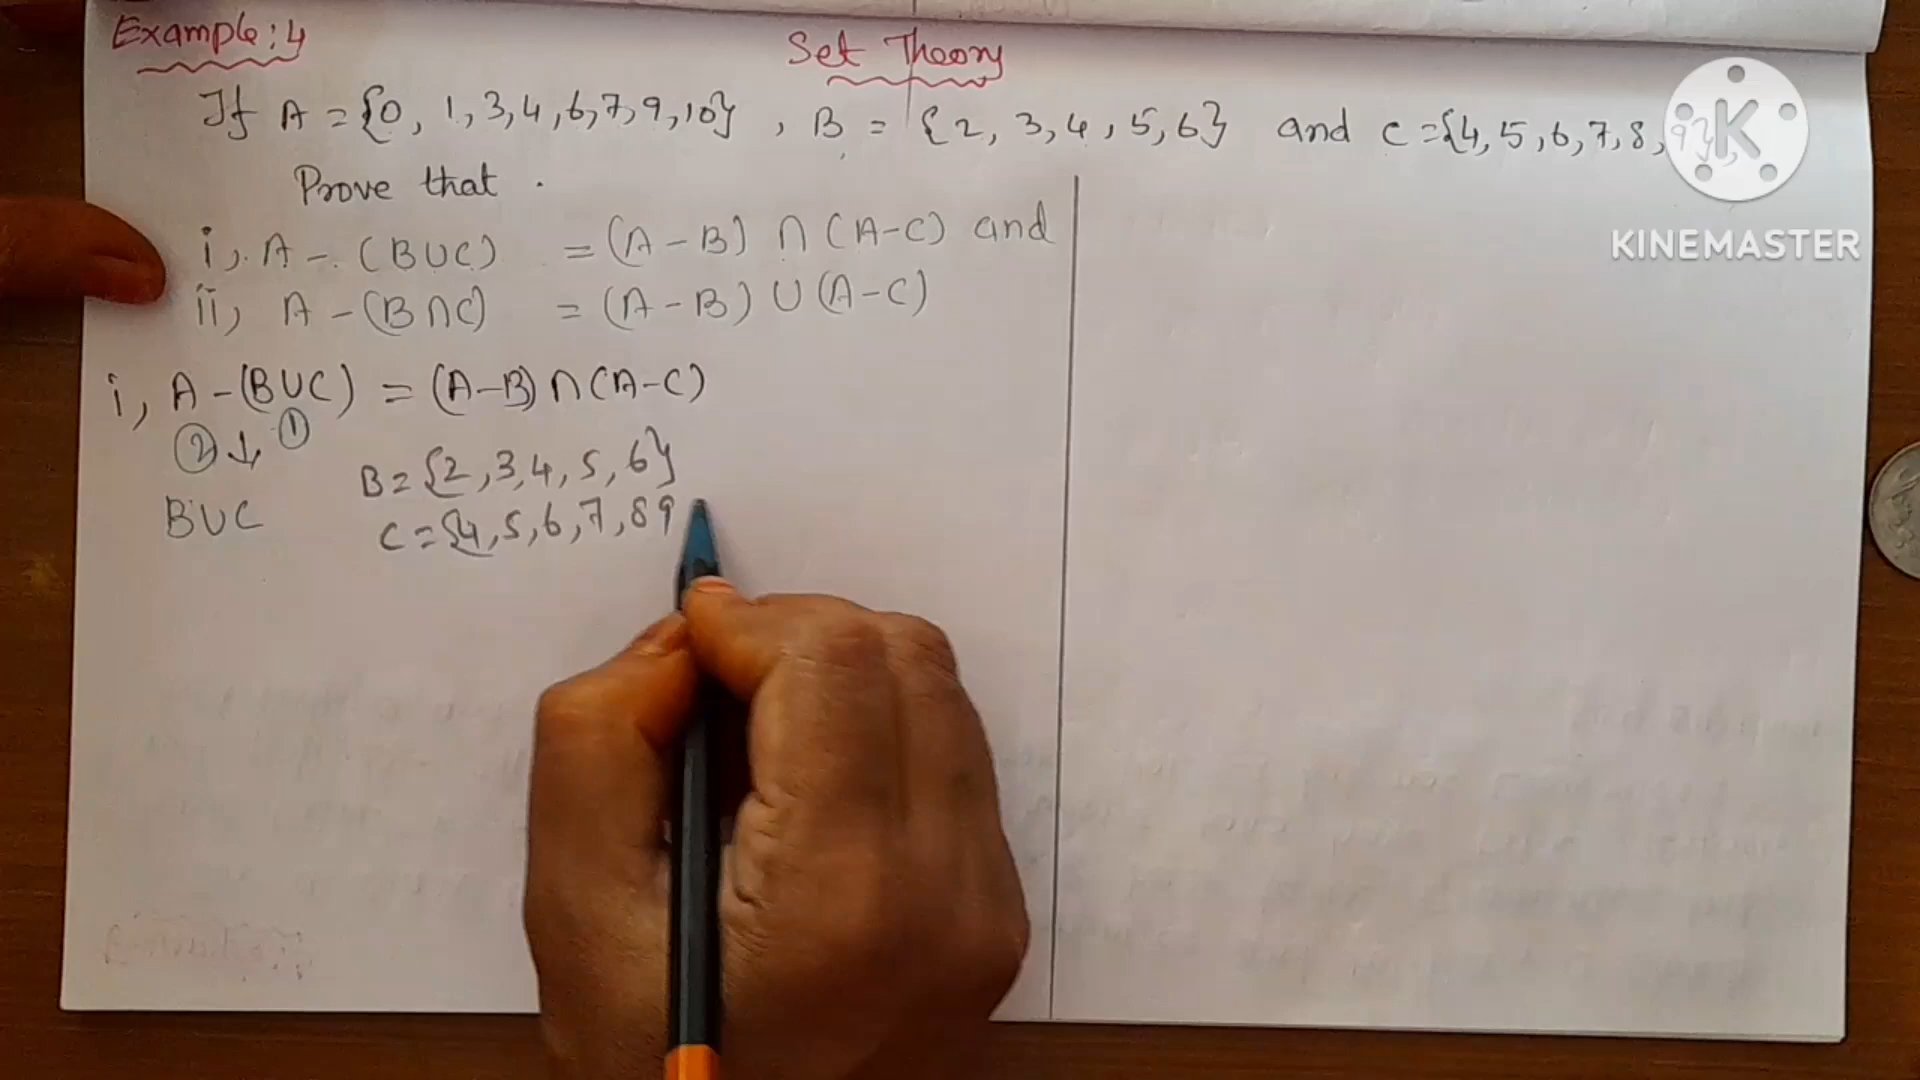 Example: 4
Set Theory
If A = {0, 1, 3, 4, 6, 7, 9, 10} , B = {2, 3, 4, 5, 6} and C = {4, 5, 6, 7, 8, 9},
Prove that .
i, A - (B∪C) = (A-B) ∩ (A-C) and
ii, A - (B∩C) = (A-B) ∪ (A-C)
i, A-(B∪C) = (A-B) ∩ (A-C)
② ↓ ①
B = {2, 3, 4, 5, 6}
B∪C
C = {4, 5, 6, 7, 8 9
K
KINEMASTER